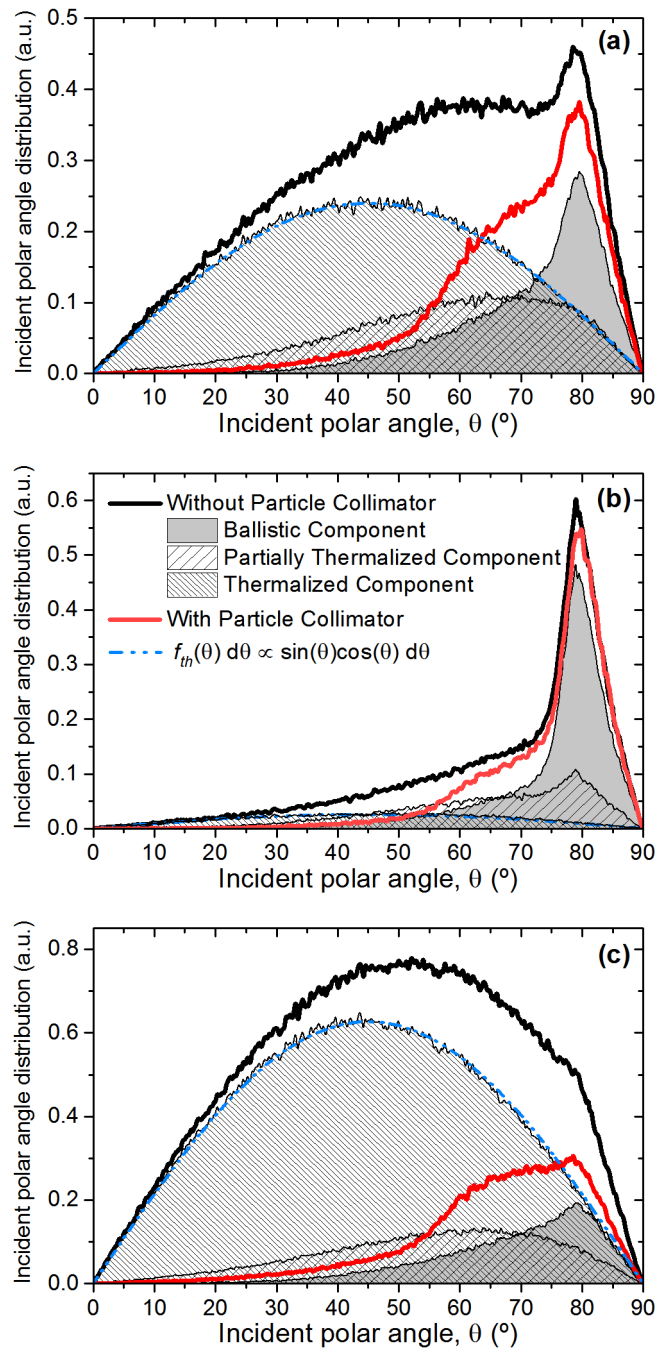 (a)
Incident polar angle distribution (a.u.)
0.5
0.4
0.3
0.2
0.1
0.0
0 10 20 30 40 50 60 70 80 90
Incident polar angle, θ (º)
(b)
Incident polar angle distribution (a.u.)
0.6
0.5
0.4
0.3
0.2
0.1
0.0
Without Particle Collimator
Ballistic Component
Partially Thermalized Component
Thermalized Component
With Particle Collimator
fth(θ) dθ ∝ sin(θ)cos(θ) dθ
0 10 20 30 40 50 60 70 80 90
Incident polar angle, θ (º)
(c)
Incident polar angle distribution (a.u.)
0.8
0.6
0.4
0.2
0.0
0 10 20 30 40 50 60 70 80 90
Incident polar angle, θ (º)